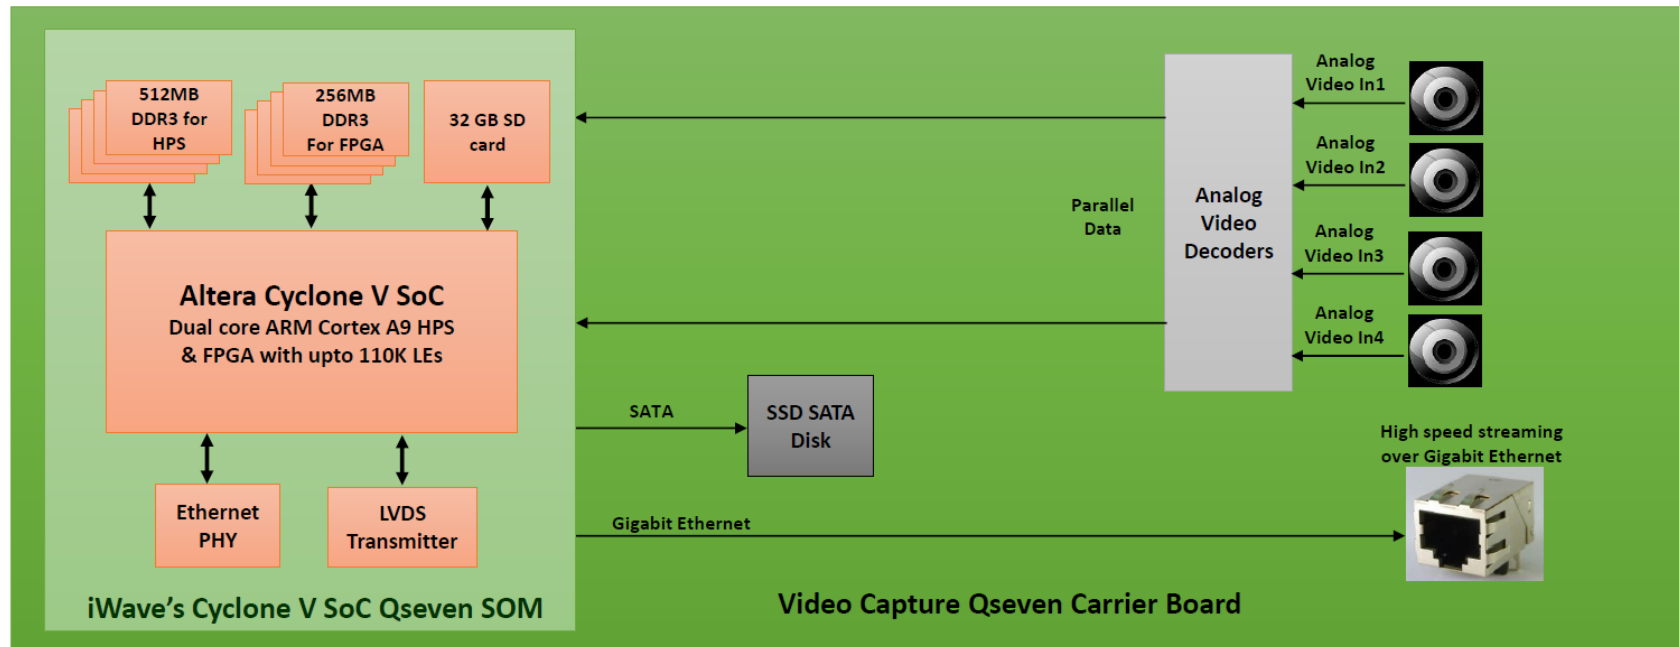 512MB
DDR3 for
HPS
256MB
DDR3
For FPGA
32 GB SD
card
Altera Cyclone V SoC
Dual core ARM Cortex A9 HPS
& FPGA with upto 110K LEs
Ethernet
PHY
LVDS
Transmitter
iWave's Cyclone V SoC Qseven SOM
Parallel
Data
Analog
Video
Decoders
Analog
Video In1
Analog
Video In2
Analog
Video In3
Analog
Video In4
SATA
SSD SATA
Disk
High speed streaming
over Gigabit Ethernet
Gigabit Ethernet
Video Capture Qseven Carrier Board